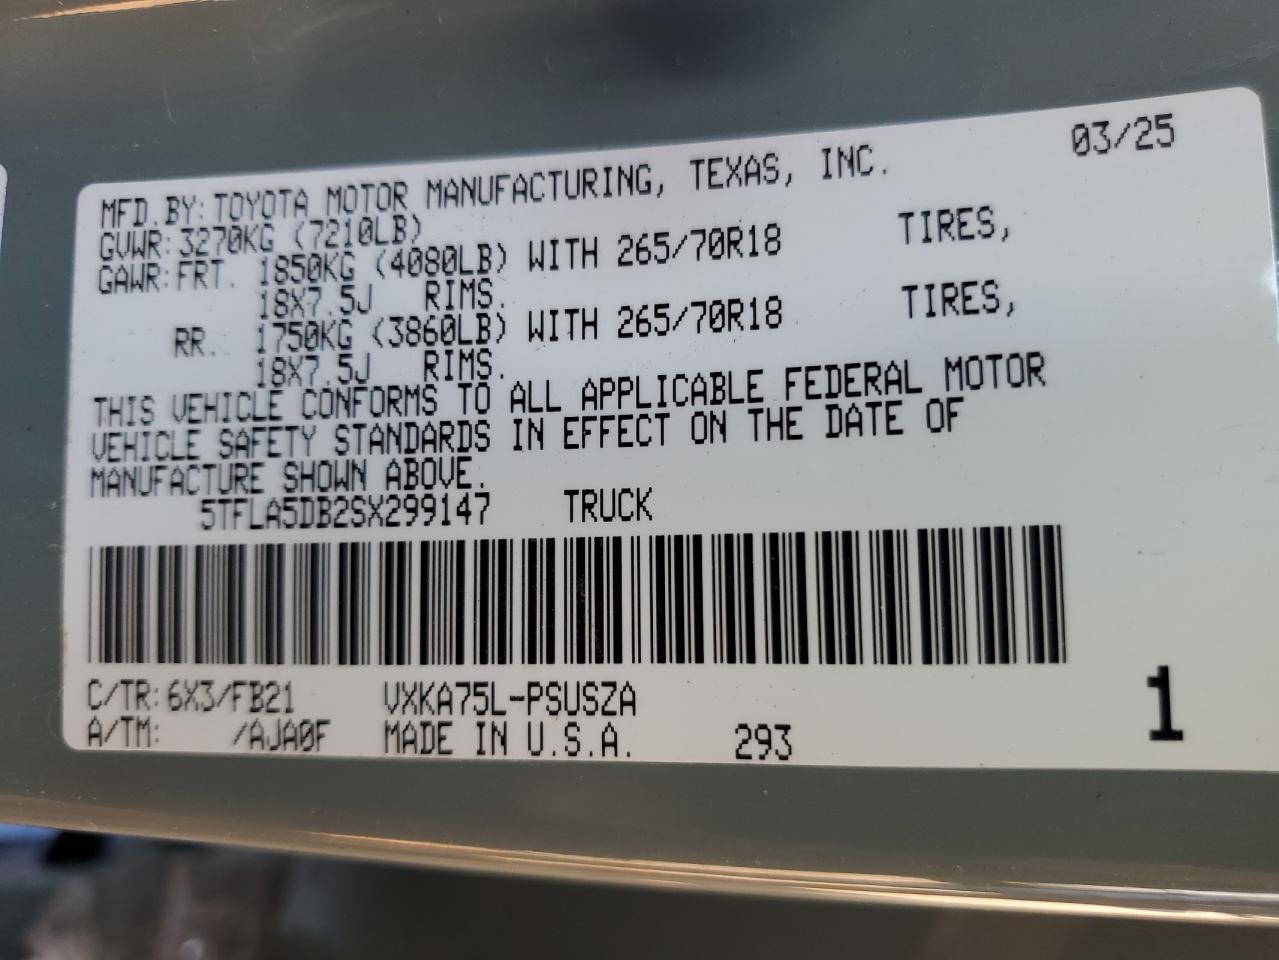 03/25
MFD.BY:TOYOTA MOTOR MANUFACTURING, TEXAS, INC.
GVWR:3270KG (7210LB)
GAWR:FRT. 1850KG (4080LB) WITH 265/70R18 TIRES,
18X7.5J RIMS.
RR. 1750KG (3860LB) WITH 265/70R18 TIRES,
18X7.5J RIMS.
THIS VEHICLE CONFORMS TO ALL APPLICABLE FEDERAL MOTOR
VEHICLE SAFETY STANDARDS IN EFFECT ON THE DATE OF
MANUFACTURE SHOWN ABOVE.
5TFLA5DB2SX299147 TRUCK
C/TR:6X3/FB21 VXKA75L-PSUSZA
A/TM: /AJA0F MADE IN U.S.A. 293
1